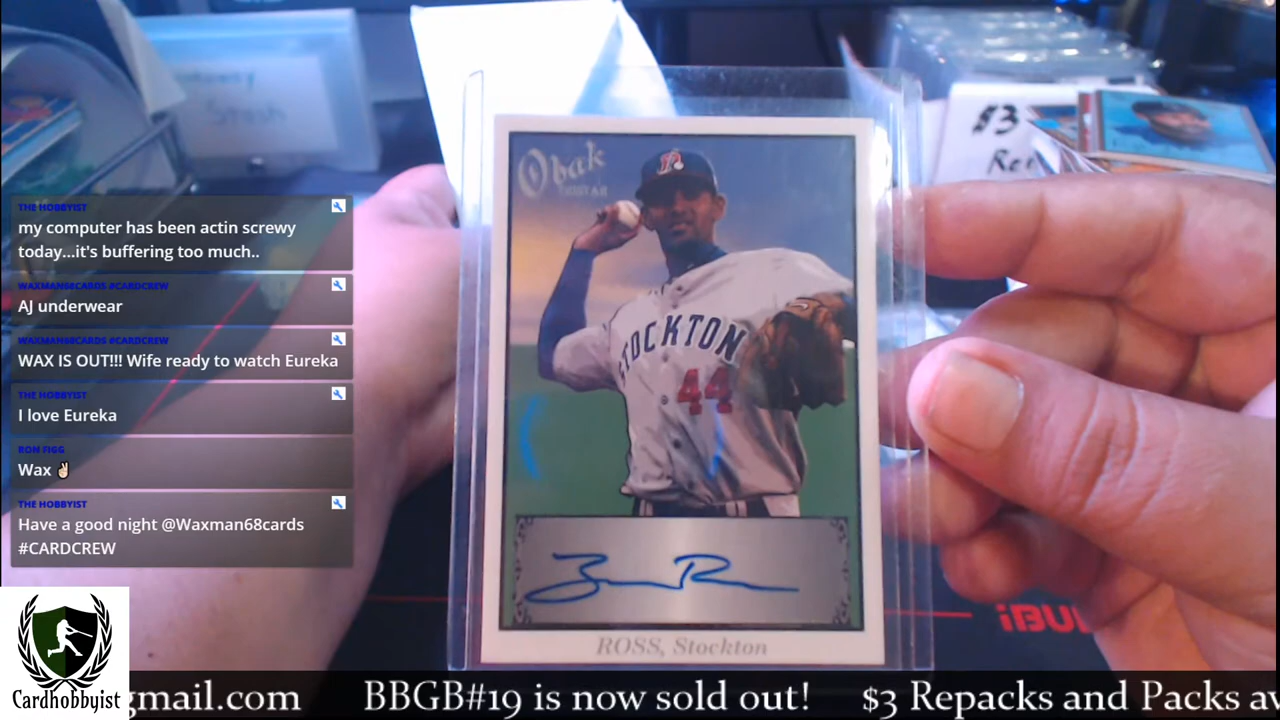 THE HOBBYIST
my computer has been actin screwy
today...it's buffering too much..
WAXMAN68CARDS #CARDCREW
AJ underwear
WAXMAN68CARDS #CARDCREW
WAX IS OUT!!! Wife ready to watch Eureka
THE HOBBYIST
I love Eureka
RON FIGG
Wax ✌🏻
THE HOBBYIST
Have a good night @Waxman68cards
#CARDCREW
Stash
$3
Obak
TRISTAR
STOCKTON
44
ROSS, Stockton
Cardhobbyist
gmail.com BBGB#19 is now sold out! $3 Repacks and Packs